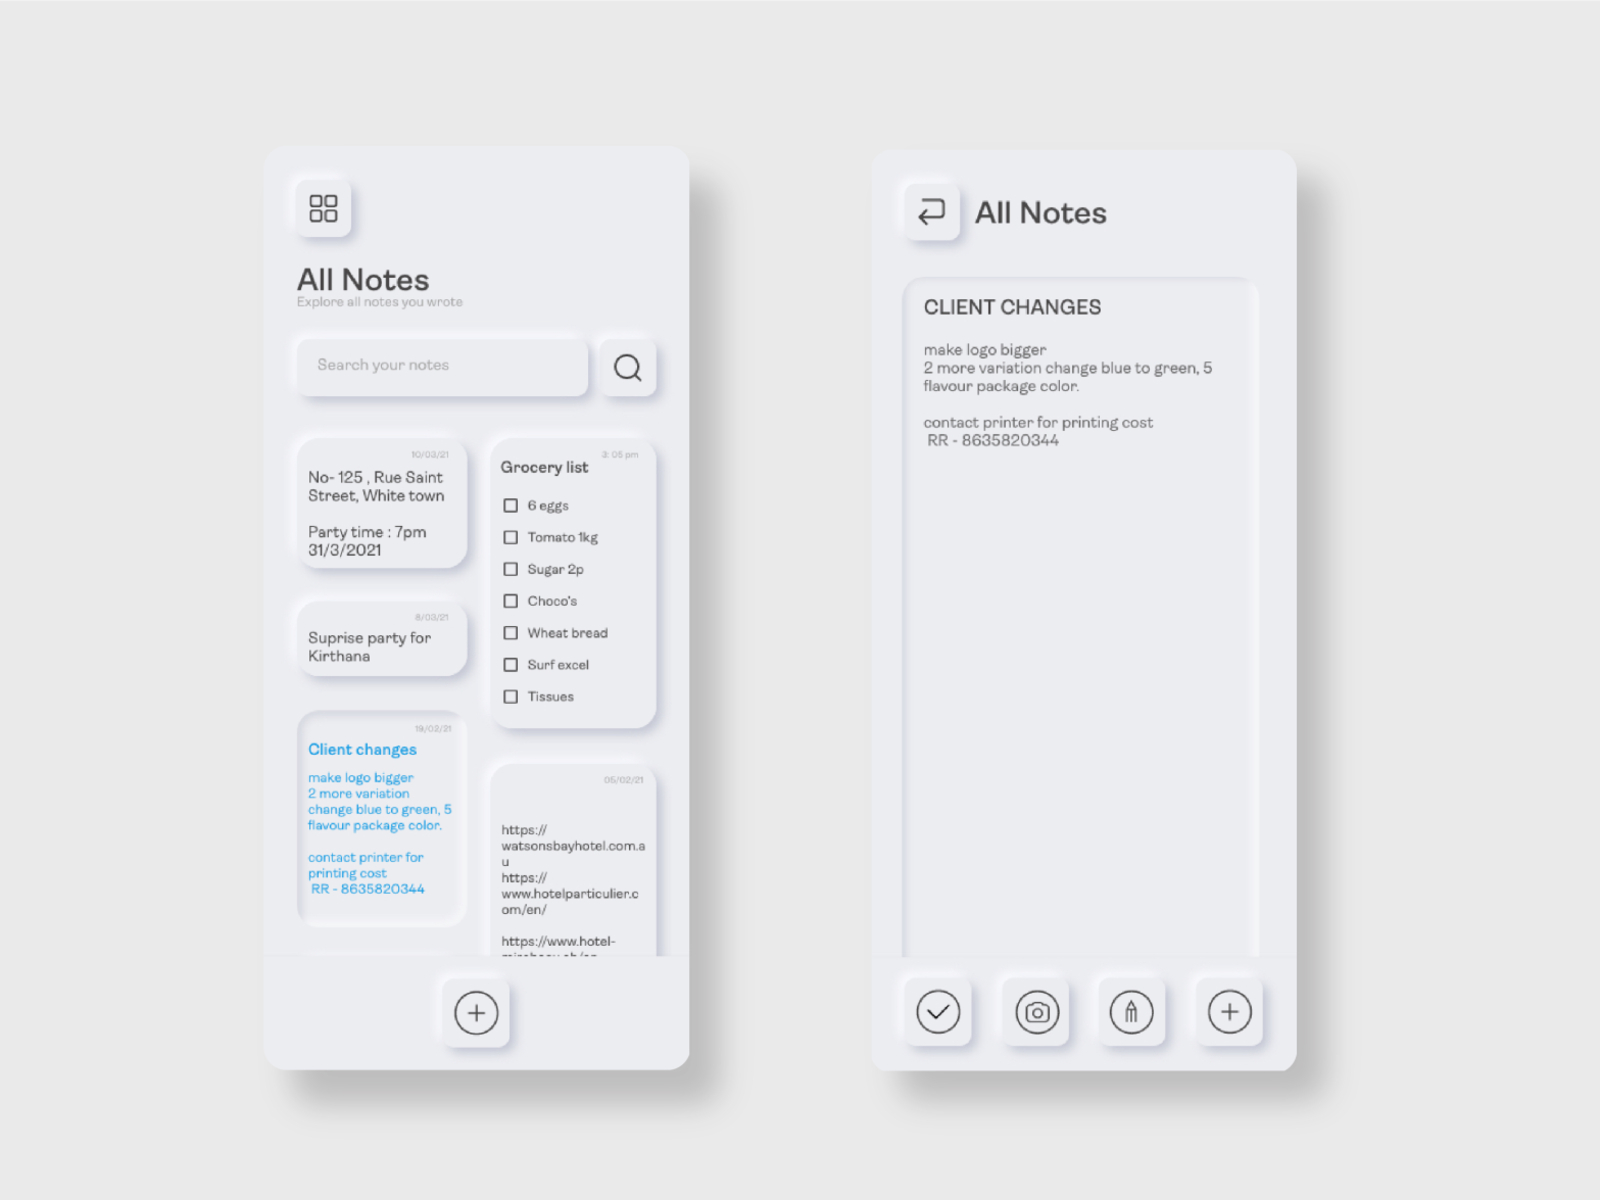 All Notes
Explore all notes you wrote
Search your notes
10/03/21
No- 125 , Rue Saint
Street, White town
Party time : 7pm
31/3/2021
8/03/21
Suprise party for
Kirthana
19/02/21
Client changes
make logo bigger
2 more variation
change blue to green, 5
flavour package color.
contact printer for
printing cost
RR - 8635820344
3: 05 pm
Grocery list
6 eggs
Tomato 1kg
Sugar 2p
Choco's
Wheat bread
Surf excel
Tissues
05/02/21
https://
watsonsbayhotel.com.a
u
https://
www.hotelparticulier.c
om/en/
https://www.hotel-
All Notes
CLIENT CHANGES
make logo bigger
2 more variation change blue to green, 5
flavour package color.
contact printer for printing cost
RR - 8635820344